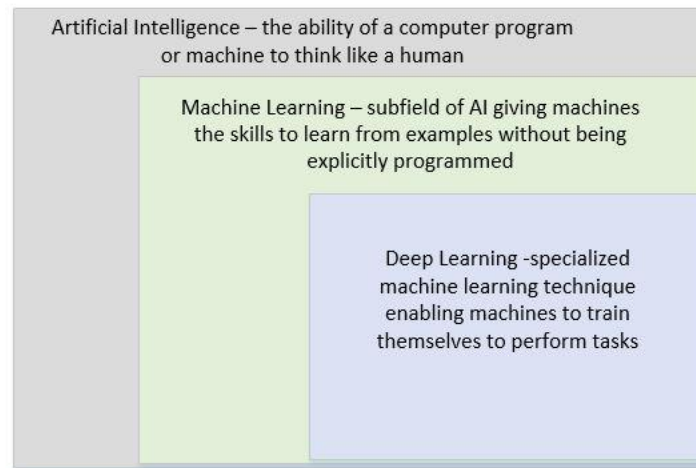 Artificial Intelligence – the ability of a computer program
or machine to think like a human
Machine Learning – subfield of AI giving machines
the skills to learn from examples without being
explicitly programmed
Deep Learning -specialized
machine learning technique
enabling machines to train
themselves to perform tasks